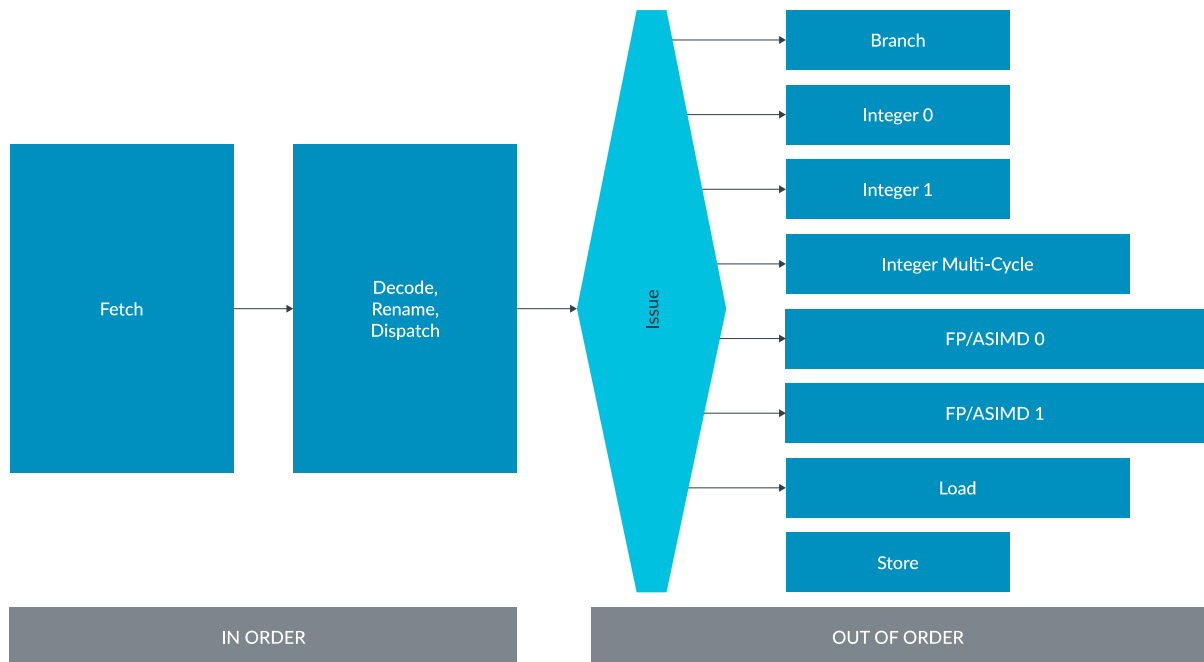 Fetch
Decode,
Rename,
Dispatch
Issue
Branch
Integer 0
Integer 1
Integer Multi-Cycle
FP/ASIMD 0
FP/ASIMD 1
Load
Store
IN ORDER
OUT OF ORDER